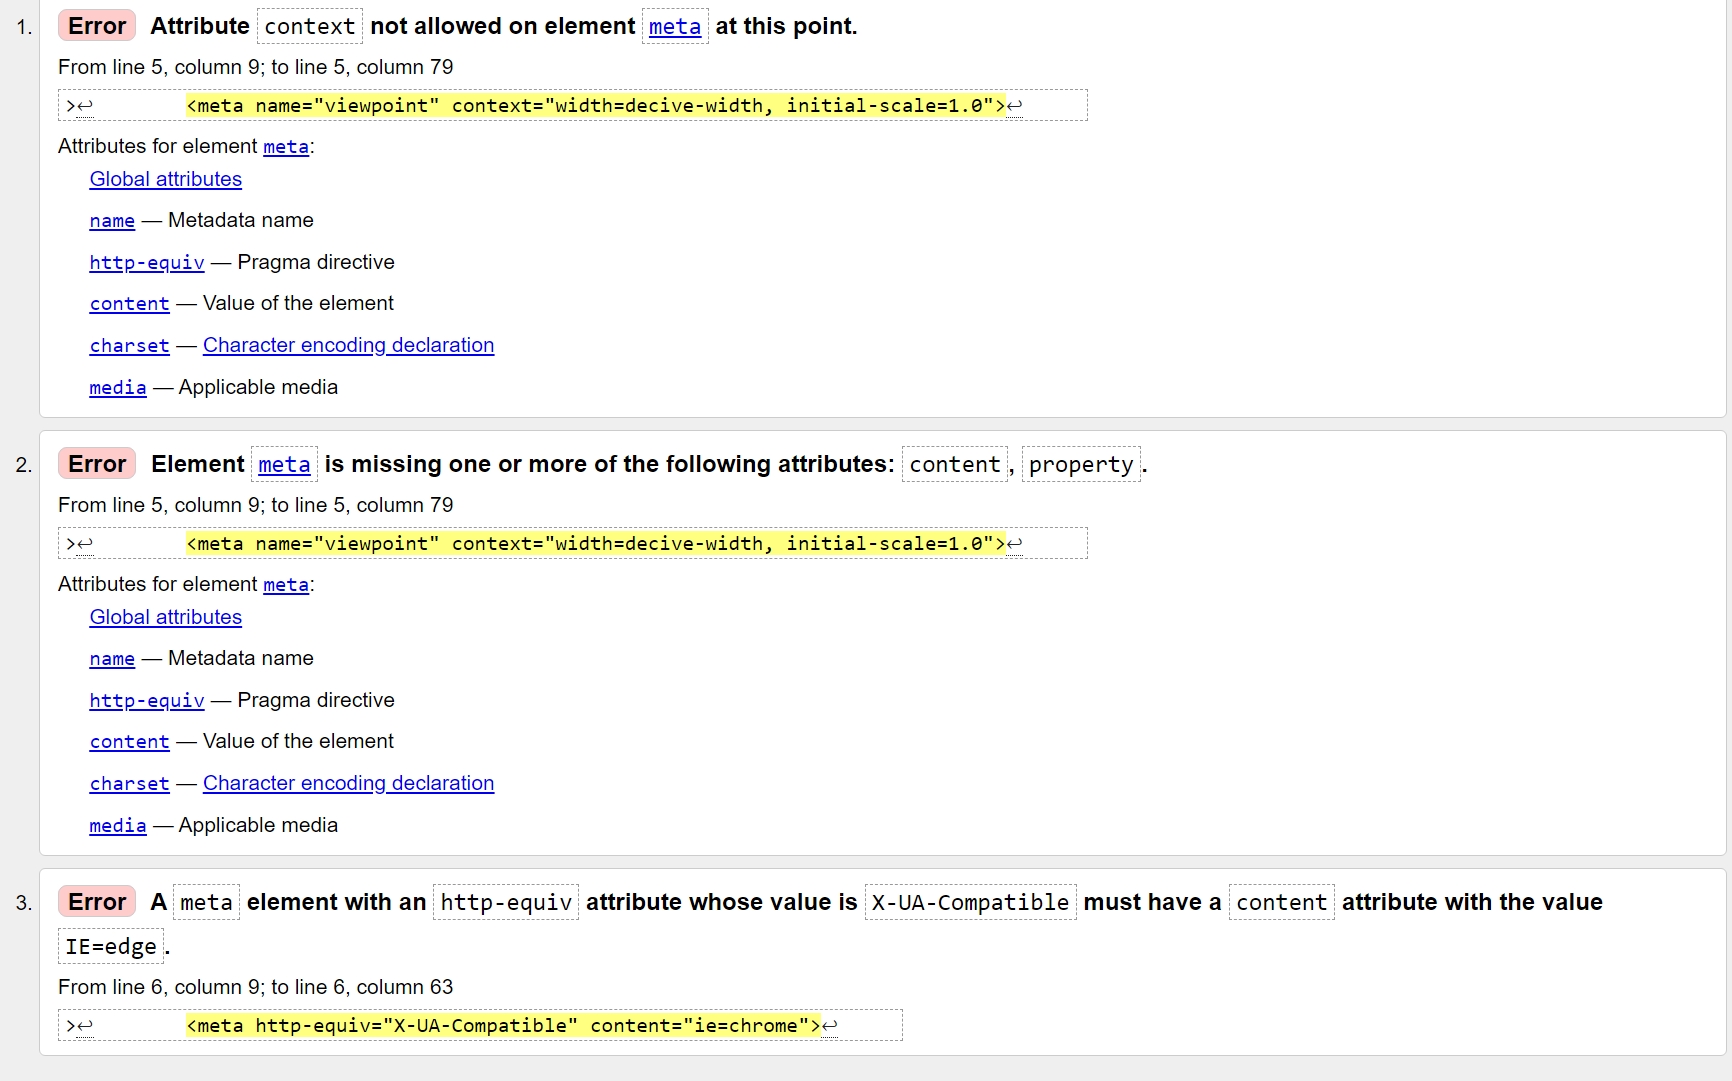 1. Error Attribute context not allowed on element meta at this point.
From line 5, column 9; to line 5, column 79
>↩ <meta name="viewpoint" context="width=decive-width, initial-scale=1.0">↩
Attributes for element meta:
Global attributes
name — Metadata name
http-equiv — Pragma directive
content — Value of the element
charset — Character encoding declaration
media — Applicable media
2. Error Element meta is missing one or more of the following attributes: content, property.
From line 5, column 9; to line 5, column 79
>↩ <meta name="viewpoint" context="width=decive-width, initial-scale=1.0">↩
Attributes for element meta:
Global attributes
name — Metadata name
http-equiv — Pragma directive
content — Value of the element
charset — Character encoding declaration
media — Applicable media
3. Error A meta element with an http-equiv attribute whose value is X-UA-Compatible must have a content attribute with the value
IE=edge.
From line 6, column 9; to line 6, column 63
>↩ <meta http-equiv="X-UA-Compatible" content="ie=chrome">↩